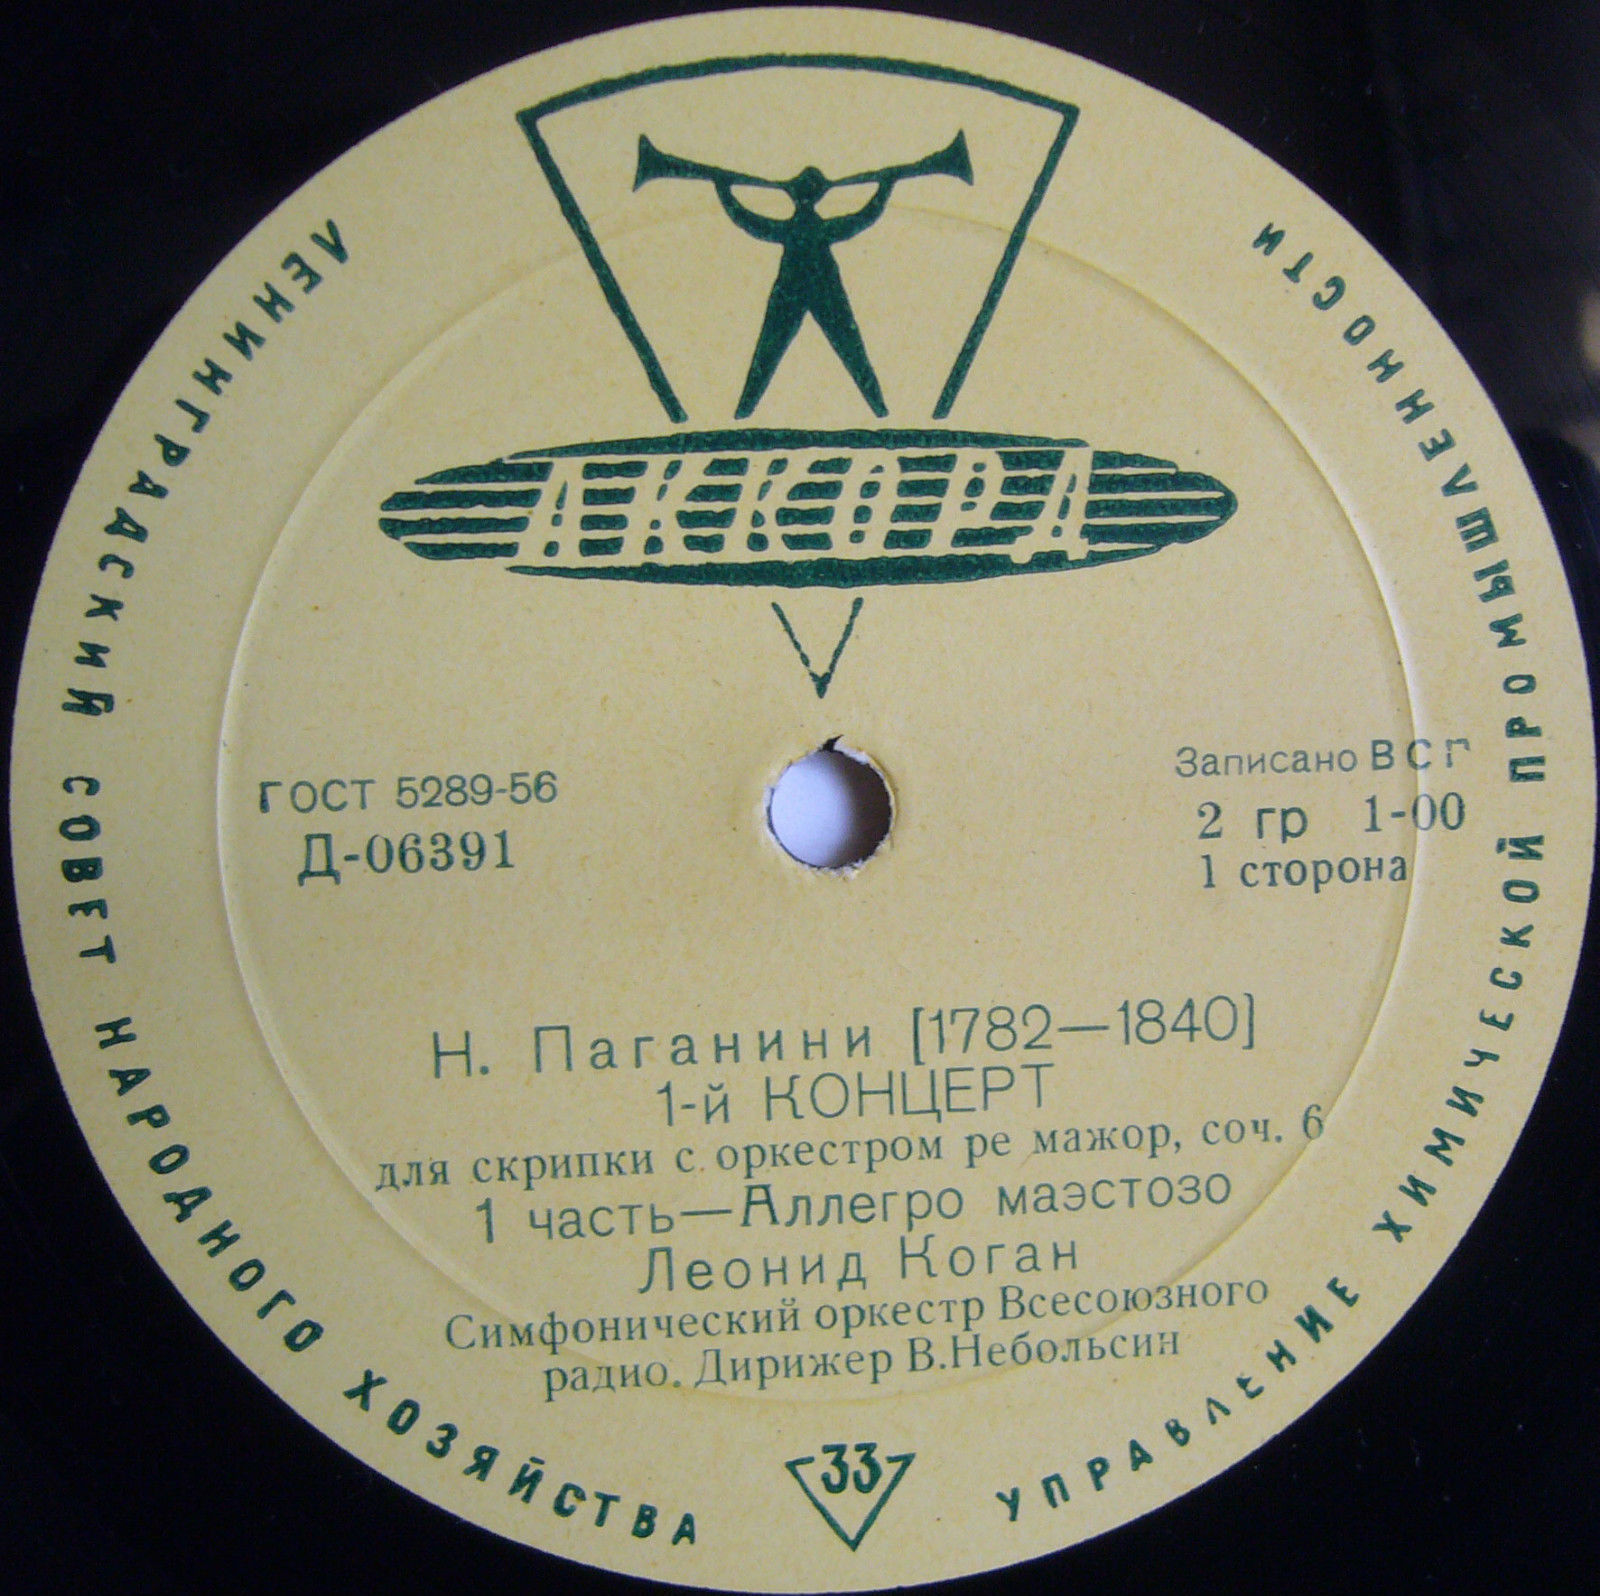 ЛЕНИНГРАДСКИЙ СОВЕТ НАРОДНОГО ХОЗЯЙСТВА
УПРАВЛЕНИЕ ХИМИЧЕСКОЙ ПРОМЫШЛЕННОСТИ
АККОРД
ГОСТ 5289-56
Д-06391
Записано ВСГ
2 гр 1-00
1 сторона
Н. Паганини [1782—1840]
1-й КОНЦЕРТ
для скрипки с оркестром ре мажор, соч. 6
1 часть—Аллегро маэстозо
Леонид Коган
Симфонический оркестр Всесоюзного
радио. Дирижер В.Небольсин
33